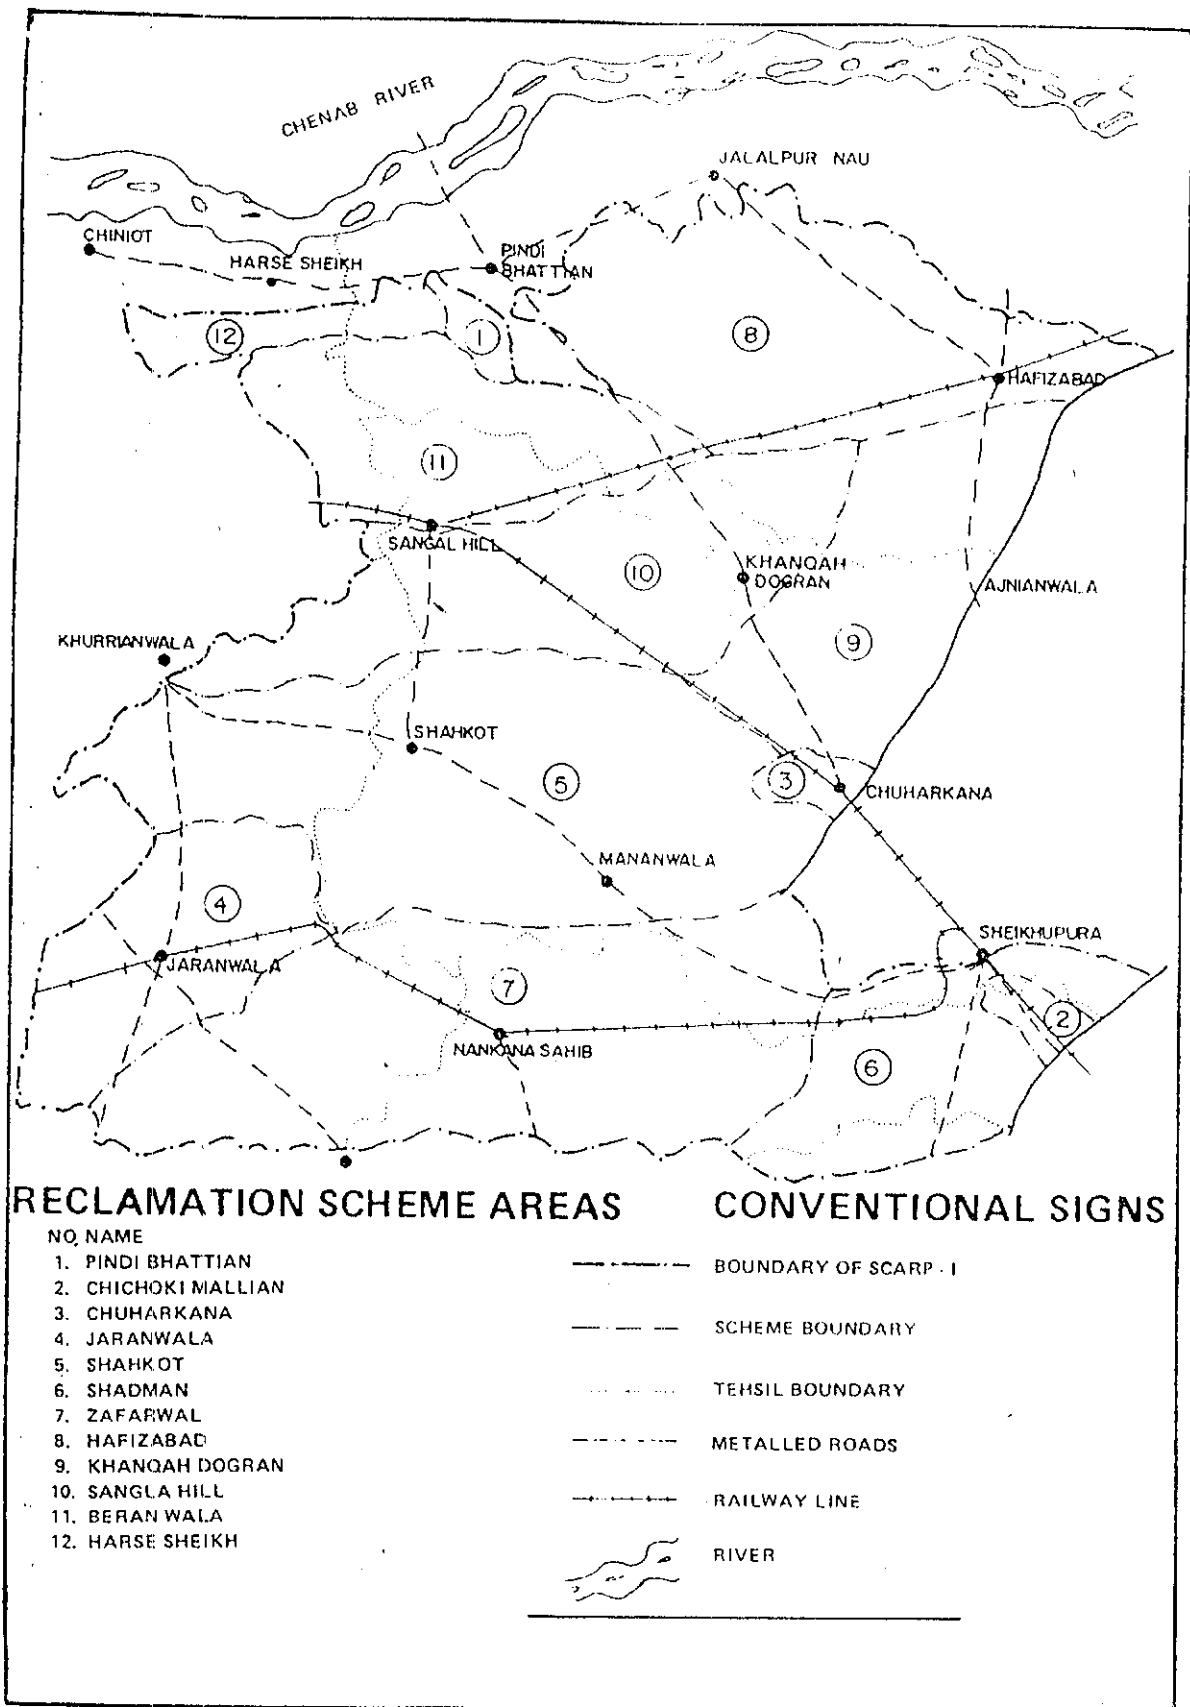 CHENAB RIVER
JALALPUR NAU
CHINIOT
HARSE SHEIKH
PINDI
BHATTIAN
12
1
8
HAFIZABAD
11
SANGAL HILL
10
KHANQAH
DOGRAN
AJNIANWALA
9
KHURRIANWALA
SHAHKOT
5
3
CHUHARKANA
MANANWALA
4
SHEIKHUPURA
JARANWALA
7
2
NANKANA SAHIB
6
RECLAMATION SCHEME AREAS
NO. NAME
1. PINDI BHATTIAN
2. CHICHOKI MALLIAN
3. CHUHARKANA
4. JARANWALA
5. SHAHKOT
6. SHADMAN
7. ZAFARWAL
8. HAFIZABAD
9. KHANQAH DOGRAN
10. SANGLA HILL
11. BERAN WALA
12. HARSE SHEIKH
CONVENTIONAL SIGNS
BOUNDARY OF SCARP - I
SCHEME BOUNDARY
TEHSIL BOUNDARY
METALLED ROADS
RAILWAY LINE
RIVER